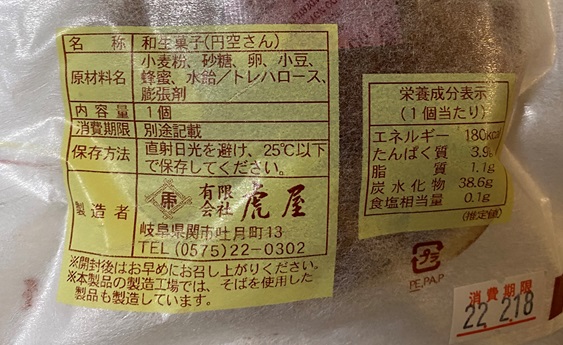 名称 和生菓子(円空さん)
原材料名 小麦粉、砂糖、卵、小豆、
蜂蜜、水飴／トレハロース、
膨張剤
内容量 1個
消費期限 別途記載
保存方法 直射日光を避け、25℃以下
で保存してください。
製造者 有限会社 虎屋
岐阜県関市吐月町13
TEL (0575)22-0302
※開封後はお早めにお召し上がりください。
※本製品の製造工場では、そばを使用した
製品も製造しています。
栄養成分表示
(1個当たり)
エネルギー 180kcal
たんぱく質 3.9g
脂質 1.1g
炭水化物 38.6g
食塩相当量 0.1g
(推定値)
プラ
PE,PA,P
消費期限
22 2.18